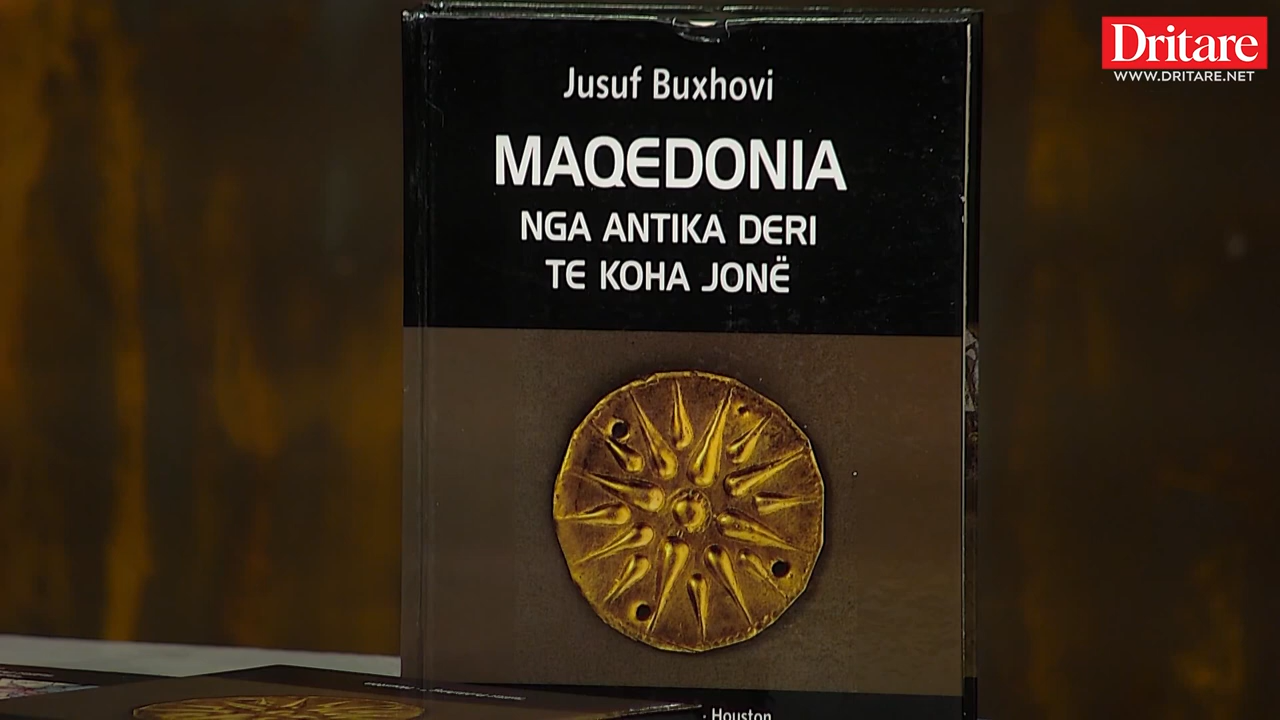 Dritare
WWW.DRITARE.NET
Jusuf Buxhovi
MAQEDONIA
NGA ANTIKA DERI
TE KOHA JONË
Houston